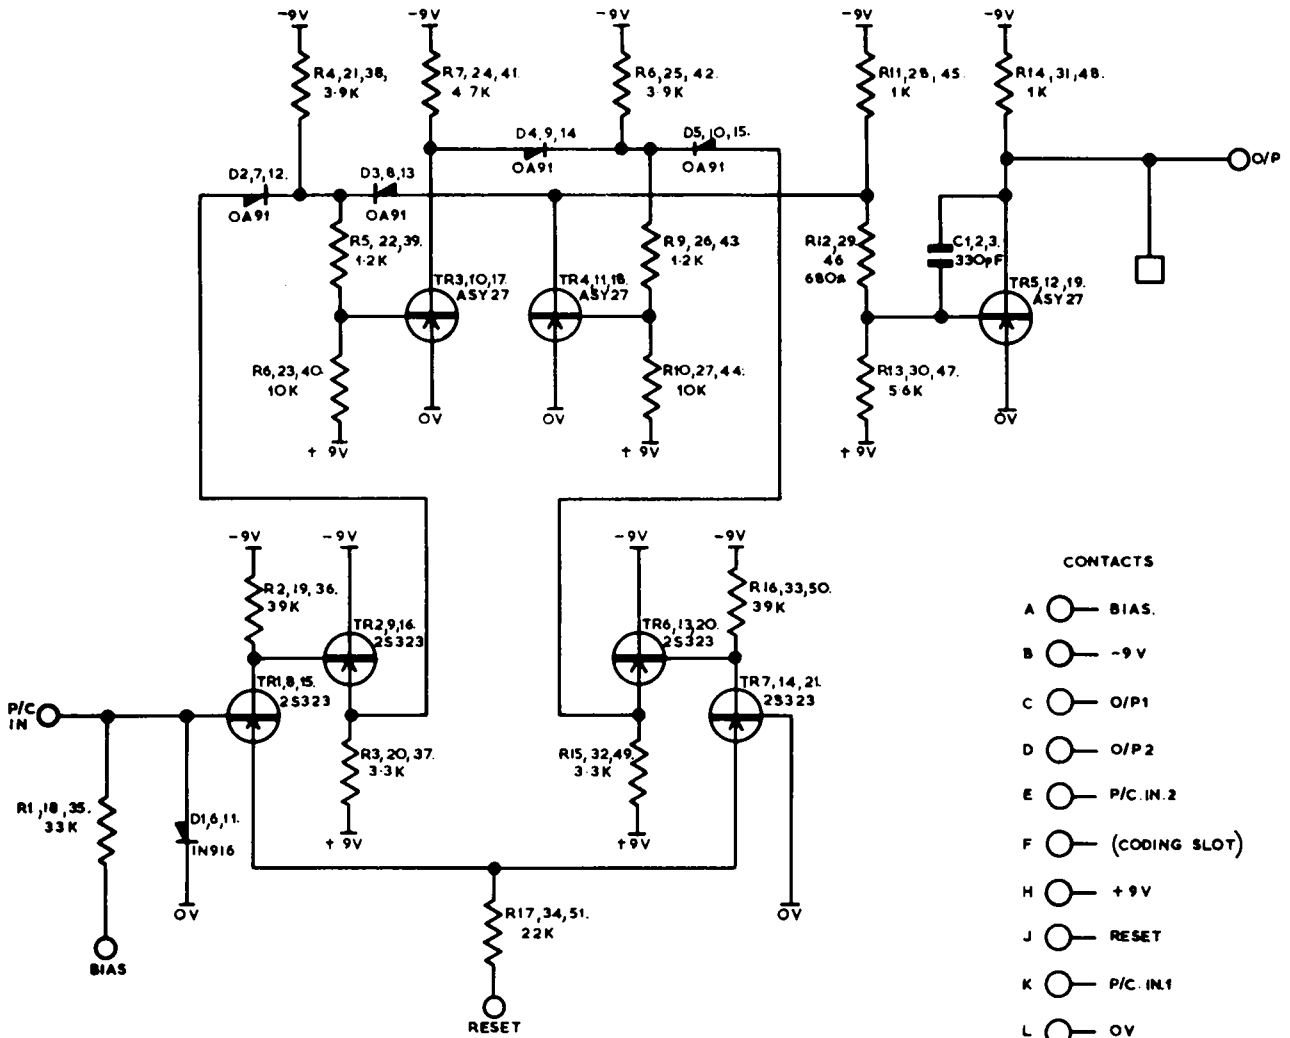 -9V
-9V
-9V
-9V
-9V
R4,21,38,
3.9K
R7,24,41.
4.7K
R6,25,42.
3.9K
R11,28,45.
1K
R14,31,48.
1K
D4,9,14
OA91
D5,10,15.
OA91
O/P
D2,7,12.
OA91
D3,8,13
OA91
R5,22,39.
1.2K
R9,26,43
1.2K
R12,29.
46
680Ω
C1,2,3.
330pF
TR3,10,17.
ASY27
TR4,11,18.
ASY27
TR5,12,19.
ASY27
R6,23,40.
10K
R10,27,44.
10K
R13,30,47.
5.6K
0V
0V
0V
+9V
+9V
+9V
-9V
-9V
-9V
-9V
R2,19,36.
39K
R16,33,50.
39K
TR2,9,16.
2S323
TR6,13,20.
2S323
TR1,8,15.
2S323
TR7,14,21.
2S323
P/C
IN
R3,20,37.
3.3K
R15,32,49.
3.3K
R1,18,35.
33K
D1,6,11.
IN916
+9V
+9V
0V
0V
R17,34,51.
22K
BIAS
RESET
CONTACTS
A BIAS.
B -9V
C O/P1
D O/P2
E P/C.IN.2
F (CODING SLOT)
H +9V
J RESET
K P/C.IN.1
L 0V